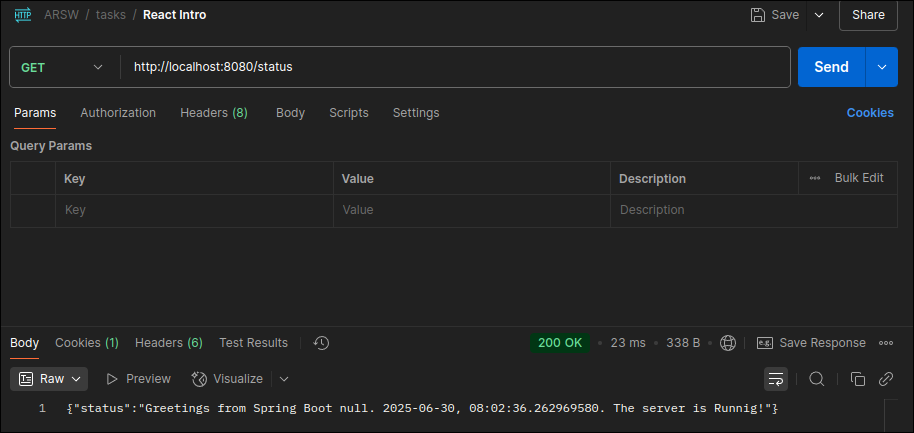 HTTP ARSW / tasks / React Intro Save Share
GET http://localhost:8080/status Send
Params Authorization Headers (8) Body Scripts Settings Cookies
Query Params
Key Value Description Bulk Edit
Key Value Description
Body Cookies (1) Headers (6) Test Results 200 OK • 23 ms • 338 B • e.g. Save Response
Raw Preview Visualize
1 {"status":"Greetings from Spring Boot null. 2025-06-30, 08:02:36.262969580. The server is Runnig!"}